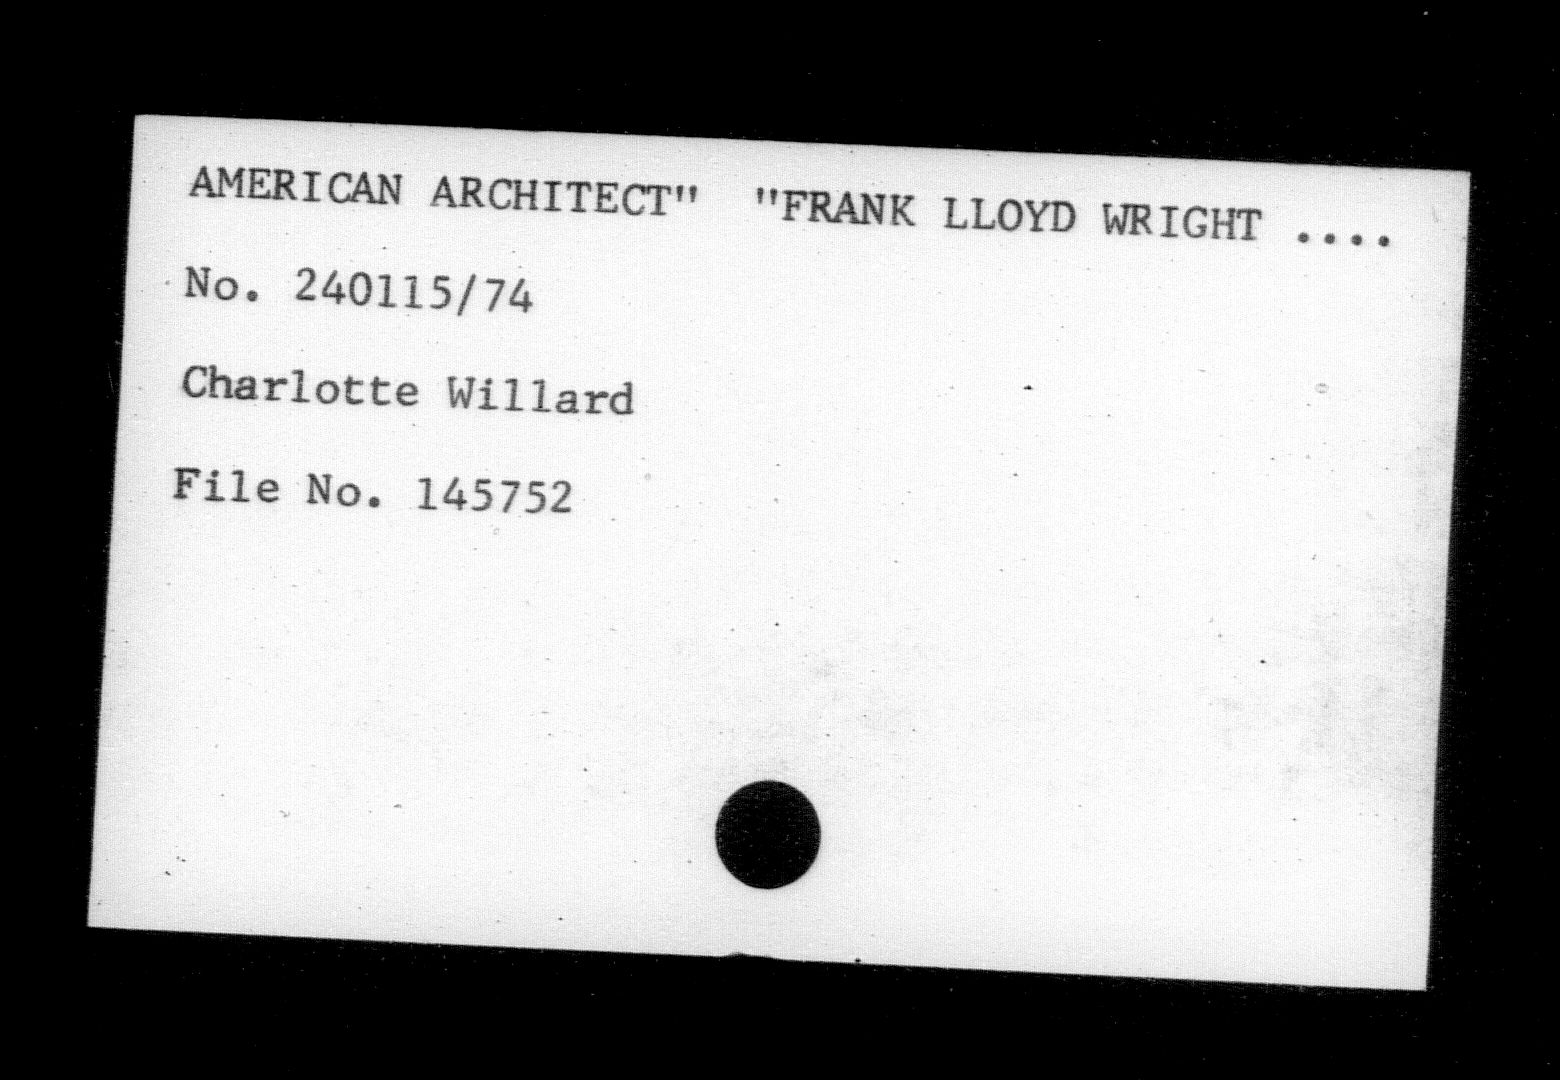 AMERICAN ARCHITECT" "FRANK LLOYD WRIGHT ....
No. 240115/74
Charlotte Willard
File No. 145752